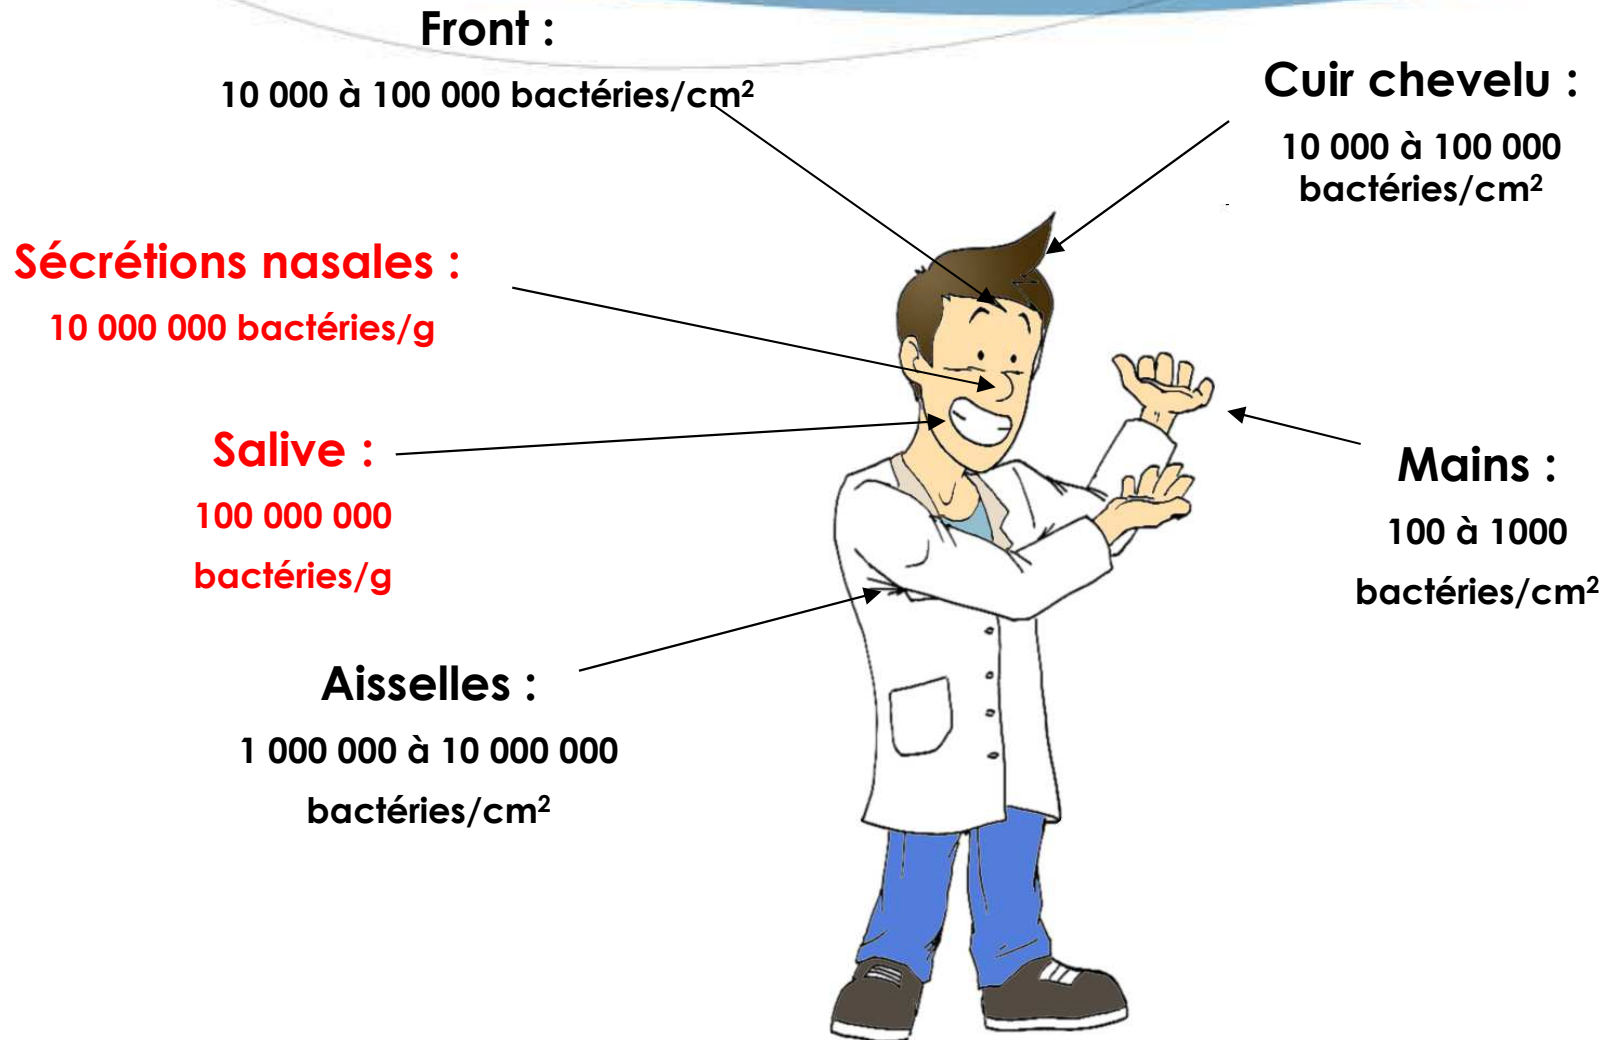 Front :
10 000 à 100 000 bactéries/cm²
Cuir chevelu :
10 000 à 100 000
bactéries/cm²
Sécrétions nasales :
10 000 000 bactéries/g
Salive :
100 000 000
bactéries/g
Mains :
100 à 1000
bactéries/cm²
Aisselles :
1 000 000 à 10 000 000
bactéries/cm²